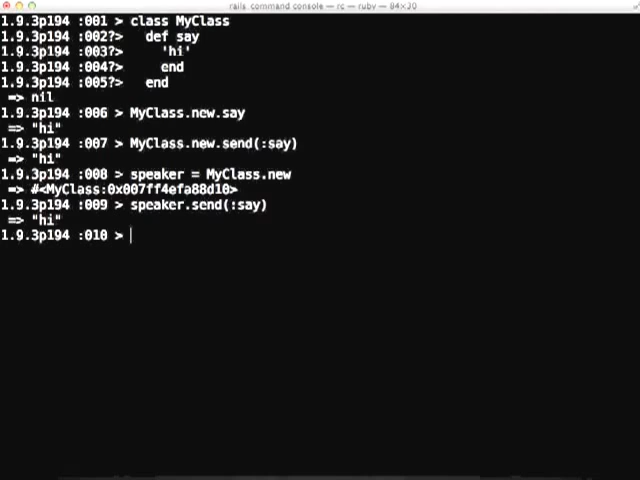 rails command console — rc — ruby — 84×30
1.9.3p194 :001 > class MyClass
1.9.3p194 :002?>   def say
1.9.3p194 :003?>     'hi'
1.9.3p194 :004?>     end
1.9.3p194 :005?>   end
=> nil
1.9.3p194 :006 > MyClass.new.say
=> "hi"
1.9.3p194 :007 > MyClass.new.send(:say)
=> "hi"
1.9.3p194 :008 > speaker = MyClass.new
=> #<MyClass:0x007ff4efa88d10>
1.9.3p194 :009 > speaker.send(:say)
=> "hi"
1.9.3p194 :010 >